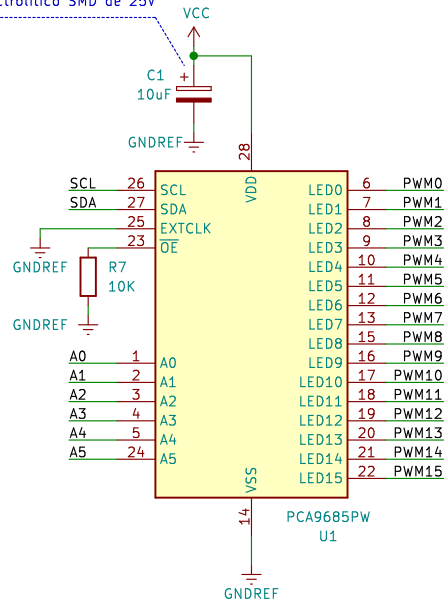 SMD de 25V
VCC
C1
10uF
GNDREF
28
VDD
SCL 26 SCL
SDA 27 SDA
25 EXTCLK
23 OE
GNDREF
R7
10K
GNDREF
A0 1 A0
A1 2 A1
A2 3 A2
A3 4 A3
A4 5 A4
A5 24 A5
LED0 6 PWM0
LED1 7 PWM1
LED2 8 PWM2
LED3 9 PWM3
LED4 10 PWM4
LED5 11 PWM5
LED6 12 PWM6
LED7 13 PWM7
LED8 15 PWM8
LED9 16 PWM9
LED10 17 PWM10
LED11 18 PWM11
LED12 19 PWM12
LED13 20 PWM13
LED14 21 PWM14
LED15 22 PWM15
VSS
14
PCA9685PW
U1
GNDREF